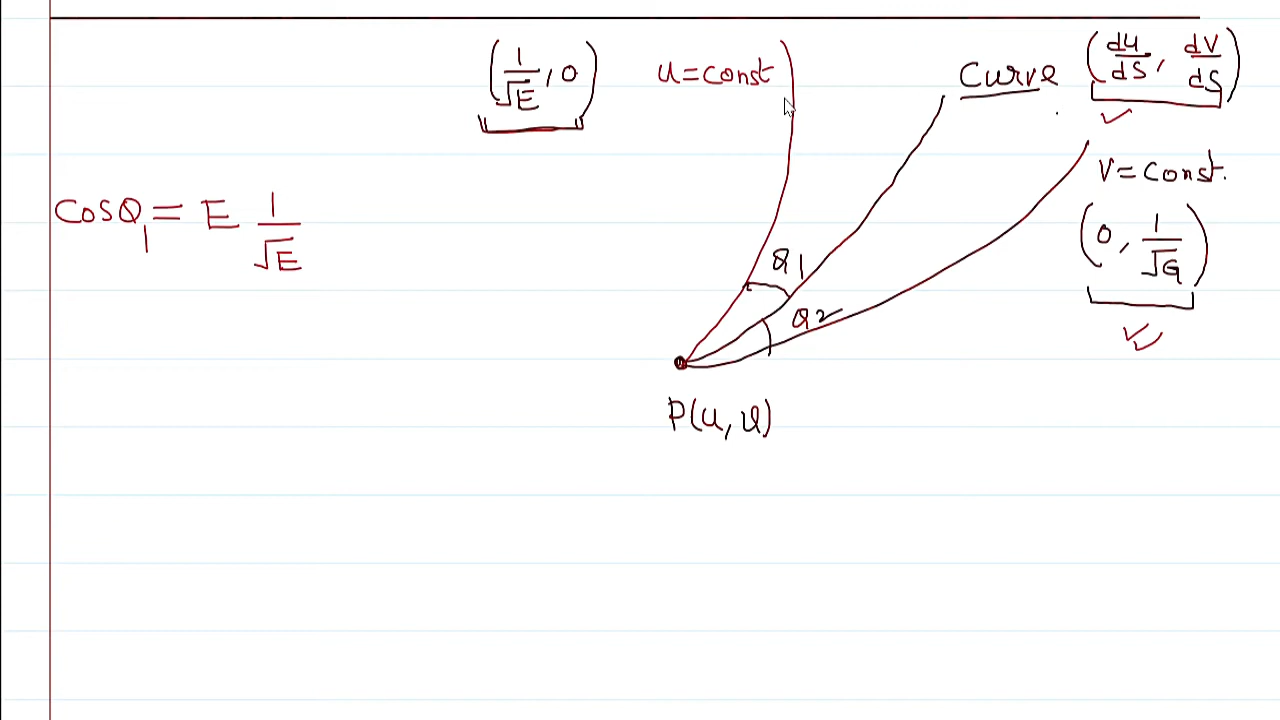 (1/√E, 0)
u=const
Curve (du/ds, dv/ds)
v=const.
(0, 1/√G)
cosθ1 = E 1/√E
θ1
θ2
P(u, v)